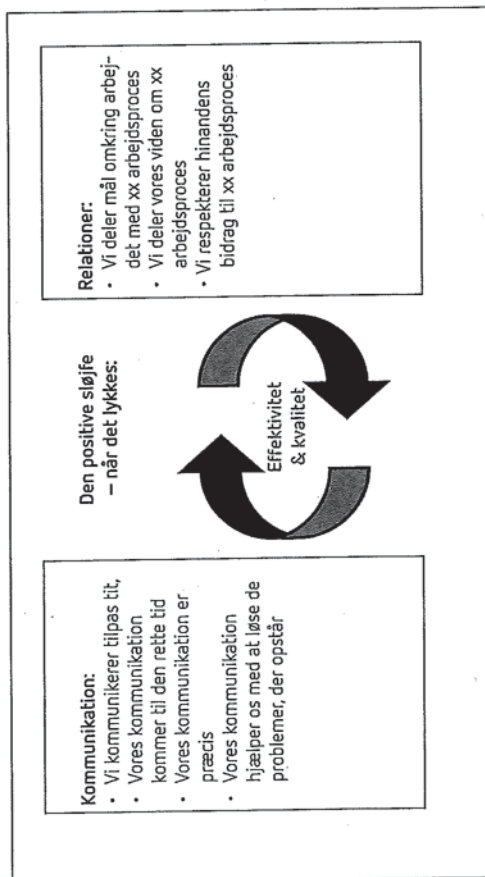 Den positive sløjfe
– når det lykkes:
Kommunikation:
• Vi kommunikerer tilpas tit,
• Vores kommunikation
kommer til den rette tid
• Vores kommunikation er
præcis
• Vores kommunikation
hjælper os med at løse de
problemer, der opstår
Effektivitet
& kvalitet
Relationer:
• Vi deler mål omkring arbej-
det med xx arbejdsproces
• Vi deler vores viden om xx
arbejdsproces
• Vi respekterer hinandens
bidrag til xx arbejdsproces